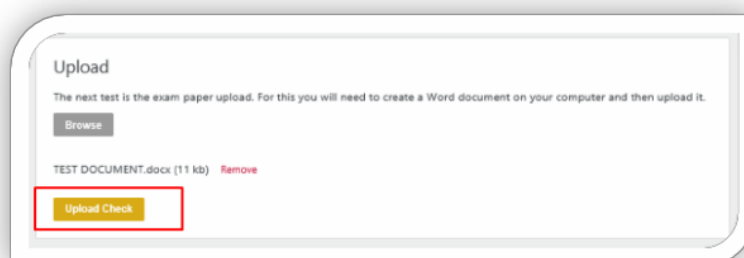 Upload
The next test is the exam paper upload. For this you will need to create a Word document on your computer and then upload it.
Browse
TEST DOCUMENT.docx (11 kb) Remove
Upload Check